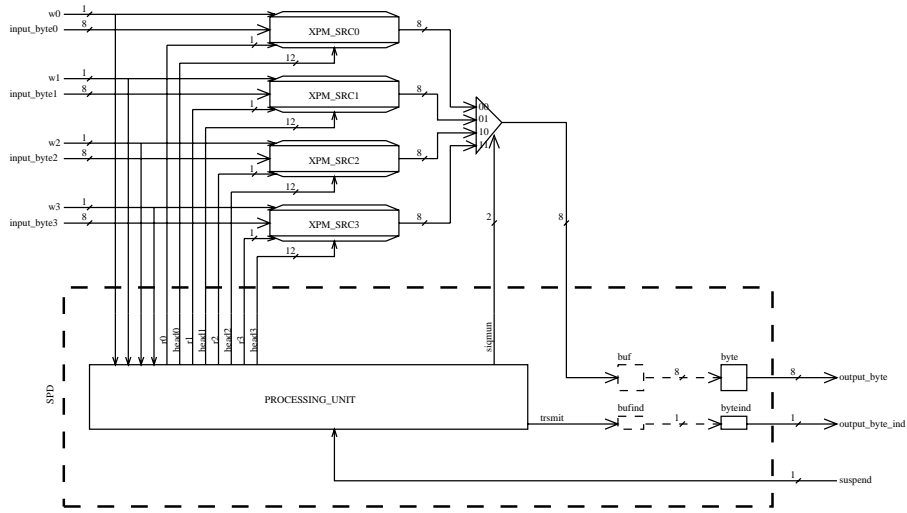 w0
1
input_byte0
8
1
12
XPM_SRC0
8
w1
1
input_byte1
8
1
12
XPM_SRC1
8
w2
1
input_byte2
8
1
12
XPM_SRC2
8
w3
1
input_byte3
8
1
12
XPM_SRC3
8
00
01
10
11
2
8
r0
head0
r1
head1
r2
head2
r3
head3
siqmun
SPD
PROCESSING_UNIT
buf
8
byte
8
output_byte
trsmit
bufind
1
byteind
1
output_byte_ind
1
suspend